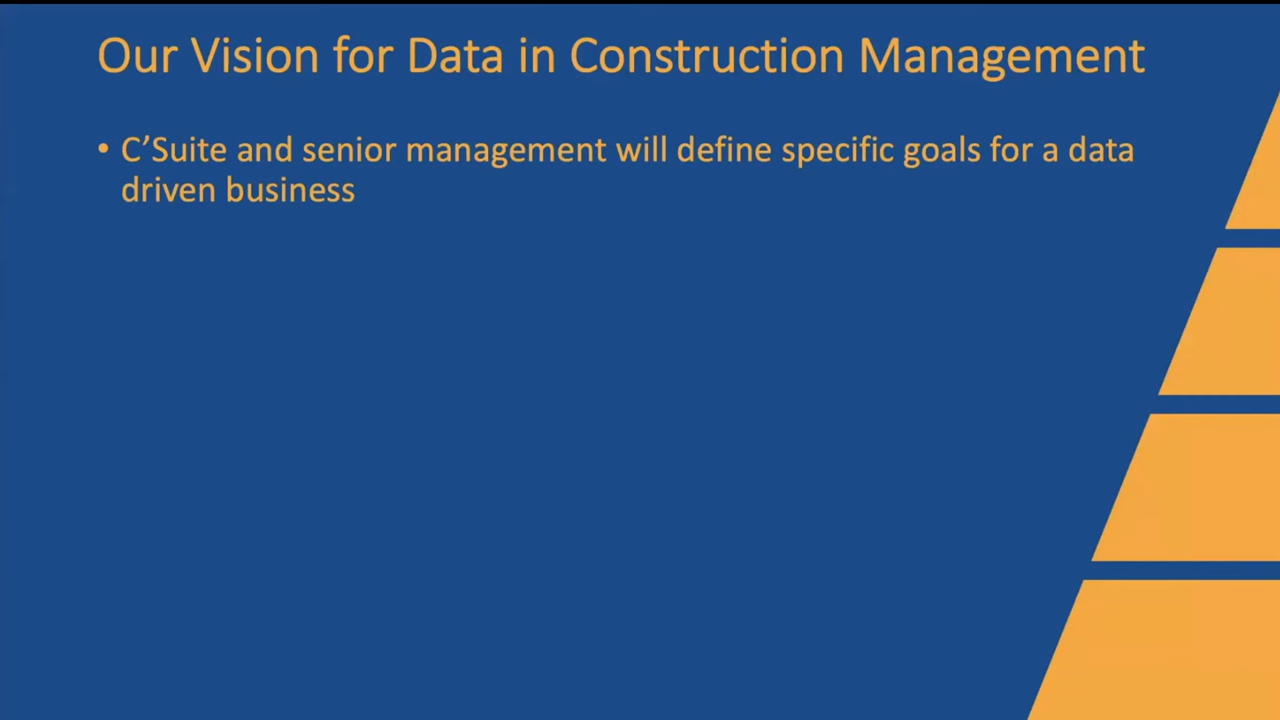 Our Vision for Data in Construction Management
• C’Suite and senior management will define specific goals for a data
driven business